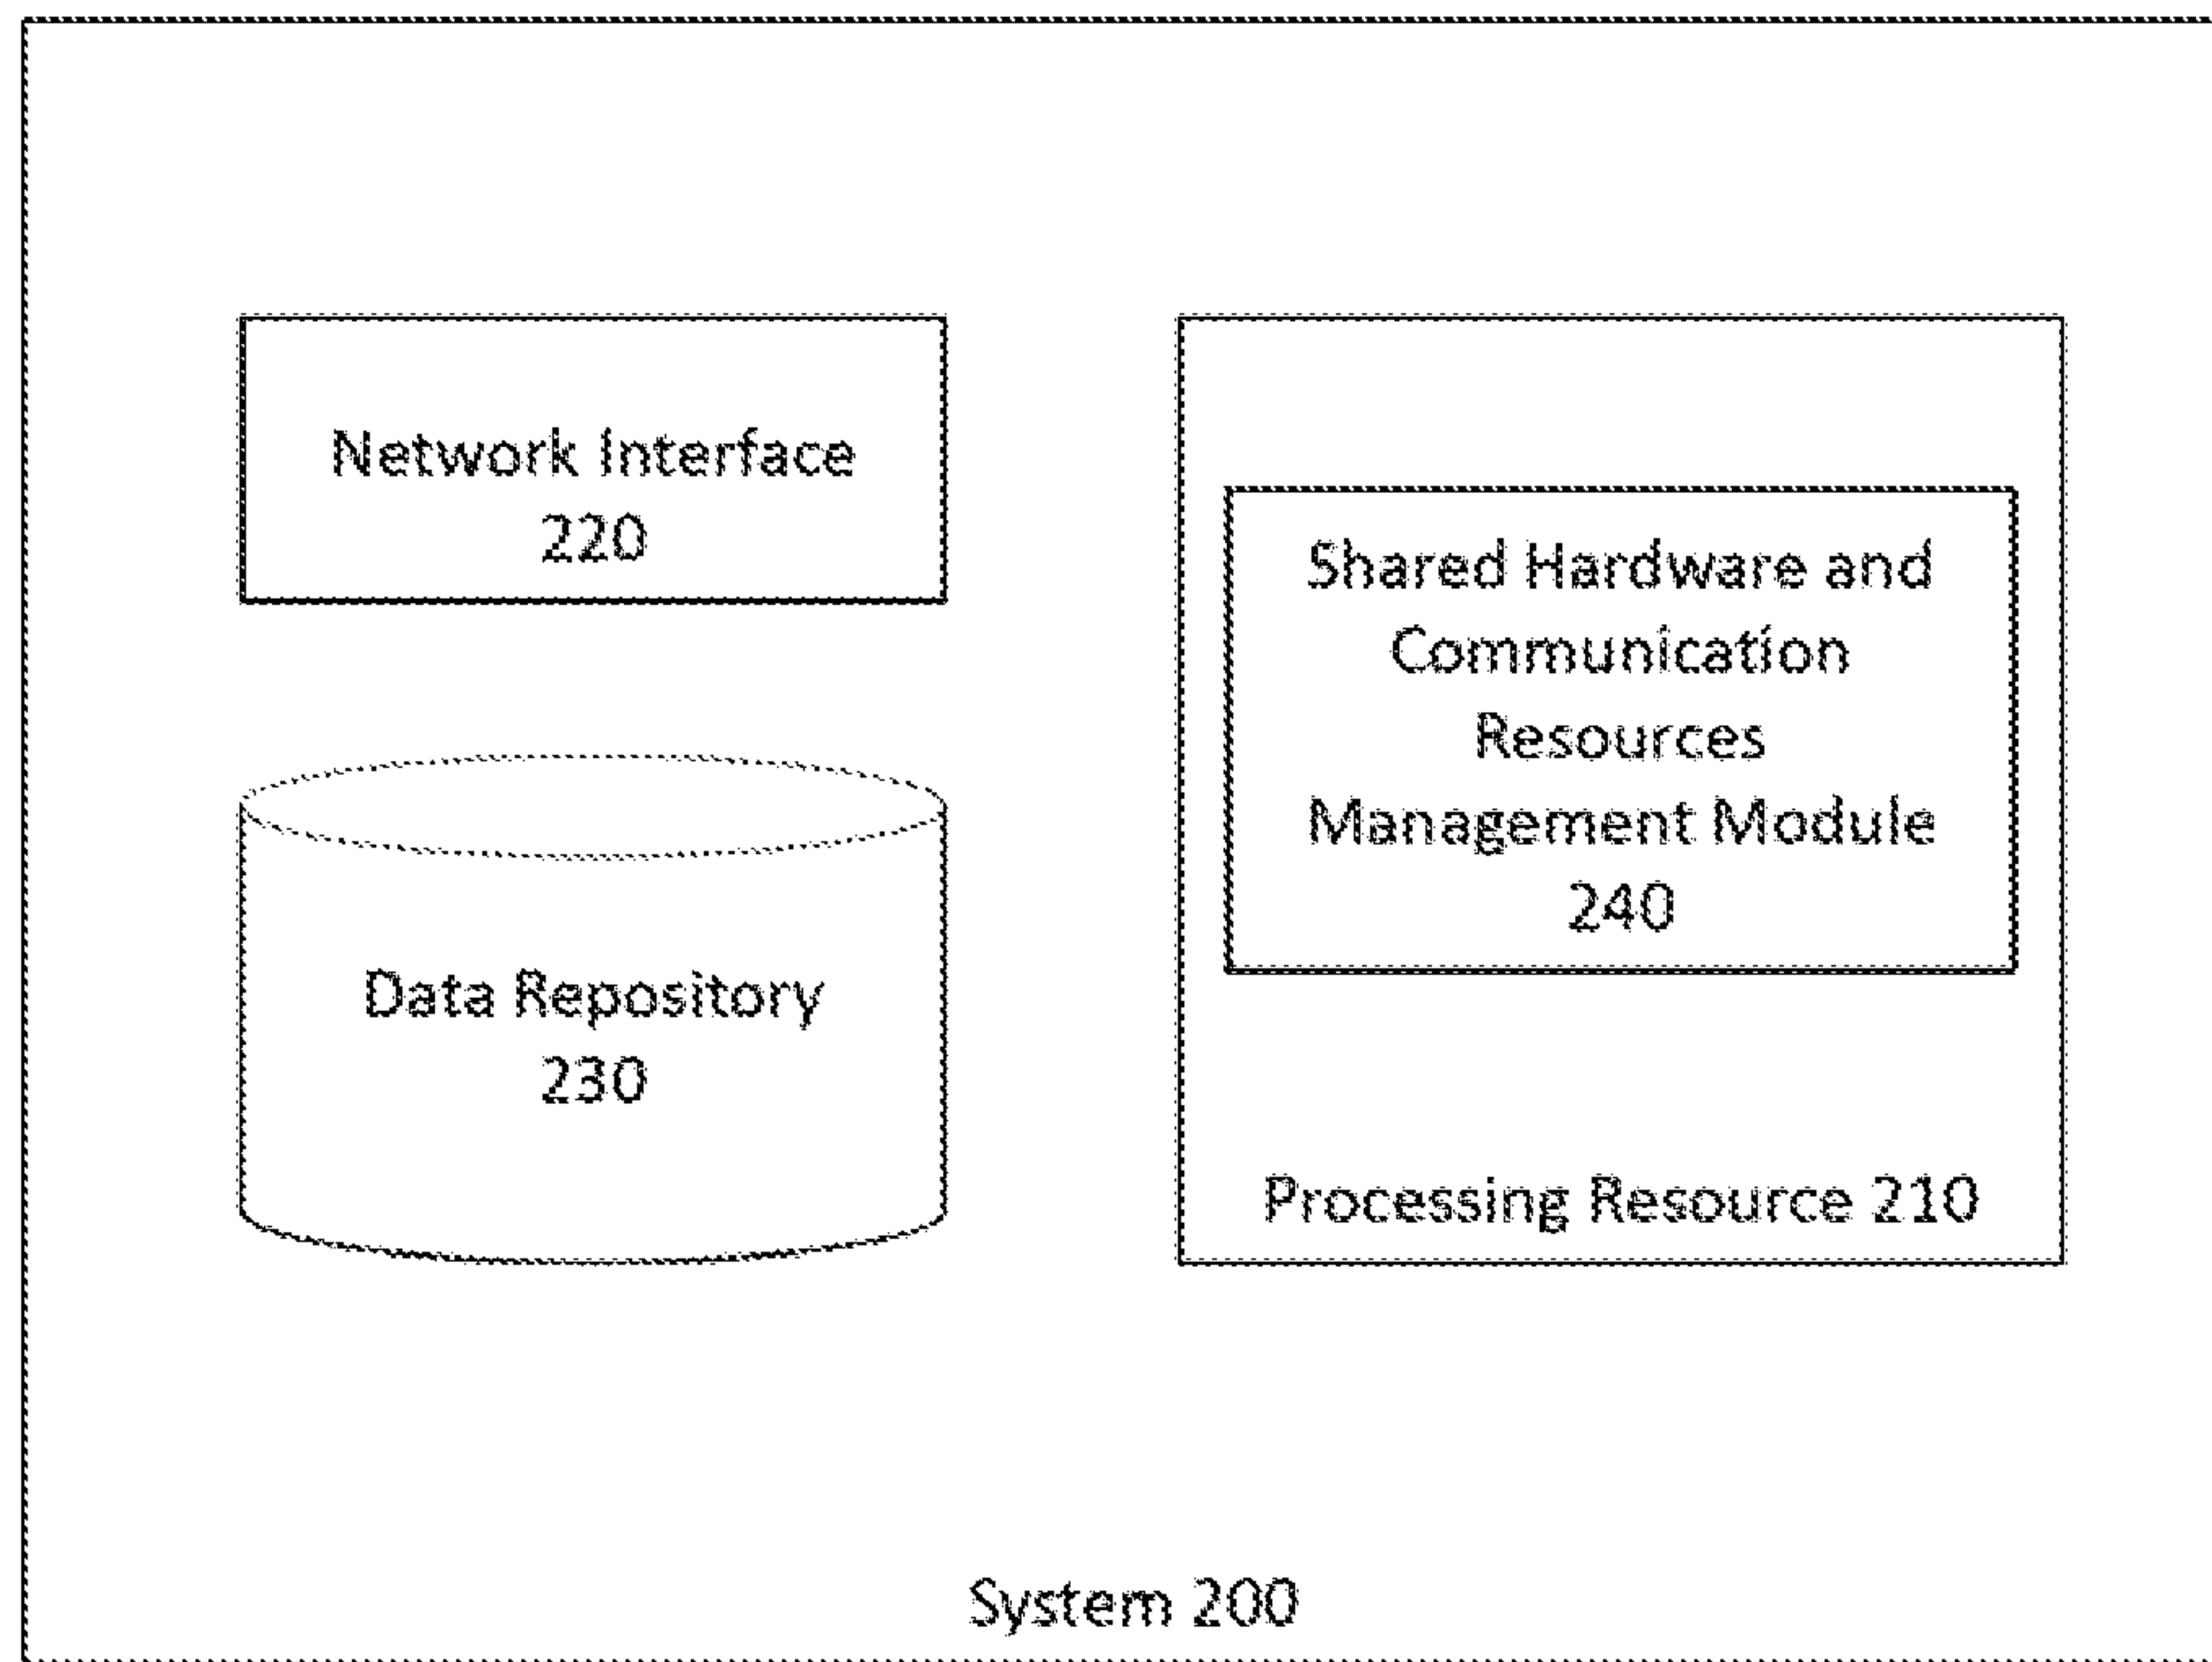 Network Interface
220
Data Repository
230
Shared Hardware and
Communication
Resources
Management Module
240
Processing Resource 210
System 200